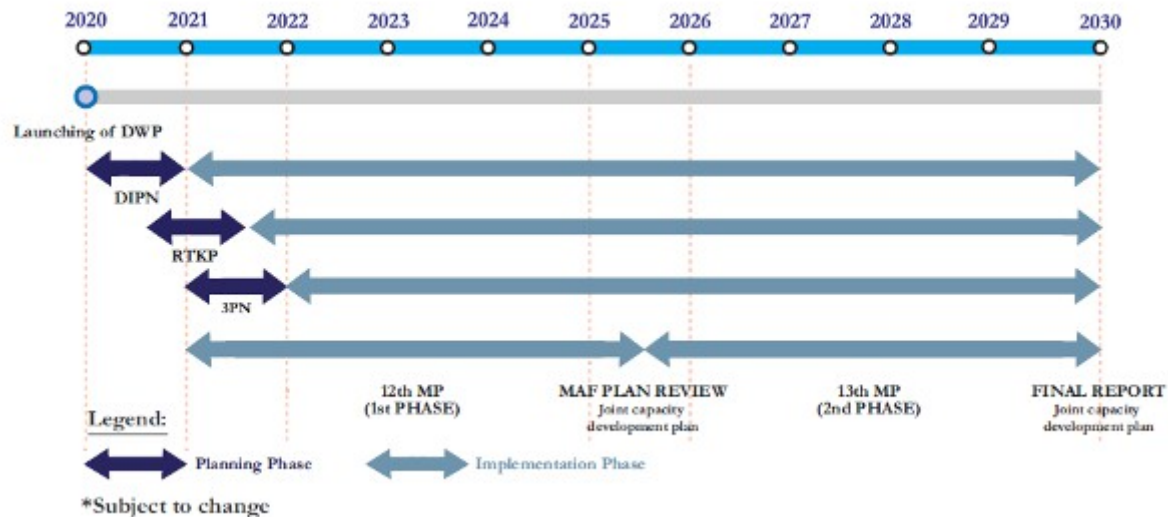 2020 2021 2022 2023 2024 2025 2026 2027 2028 2029 2030
Launching of DWP
DIPN
RTKP
3PN
12th MP
(1st PHASE)
MAF PLAN REVIEW
Joint capacity
development plan
13th MP
(2nd PHASE)
FINAL REPORT
Joint capacity
development plan
Legend:
Planning Phase
Implementation Phase
*Subject to change